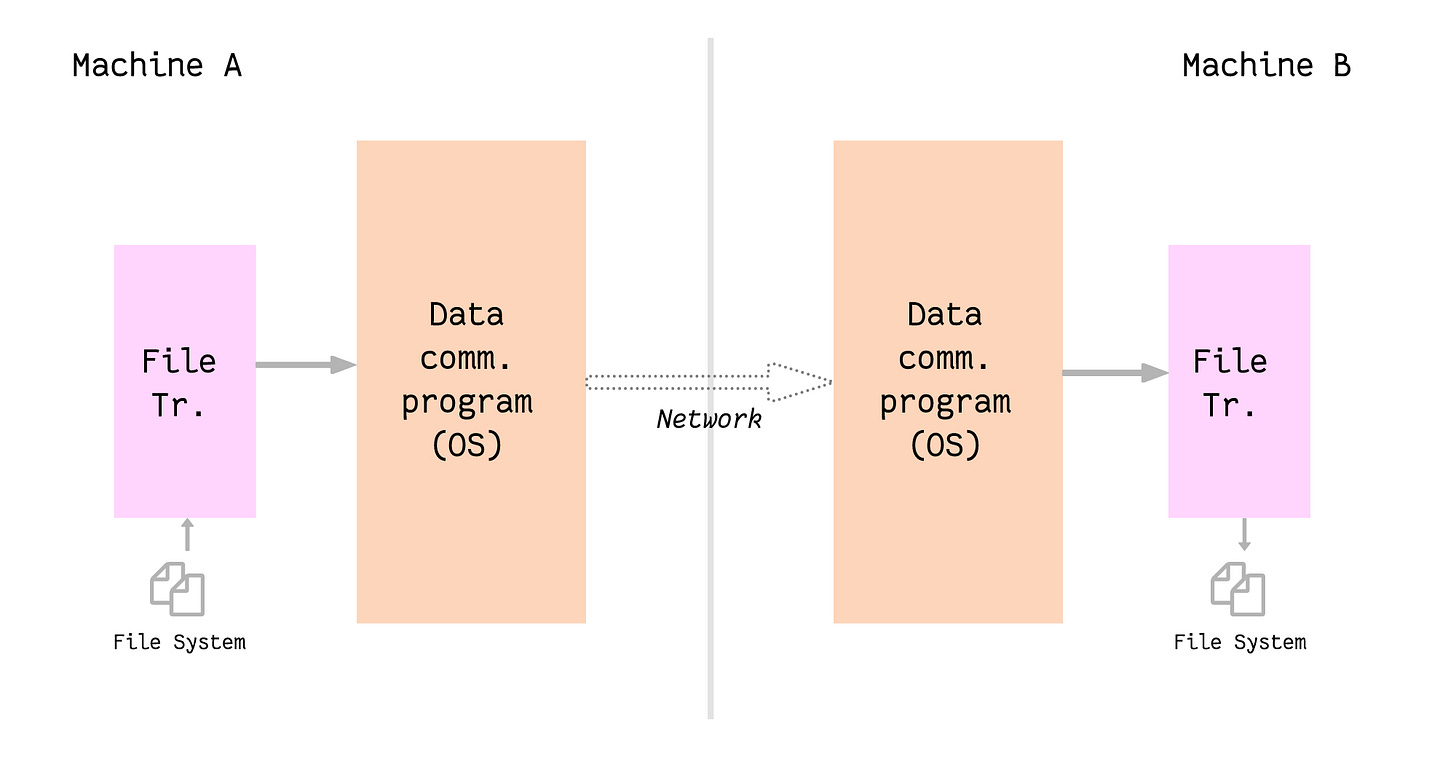 Machine A
Machine B
File
Tr.
Data
comm.
program
(OS)
Network
Data
comm.
program
(OS)
File
Tr.
File System
File System